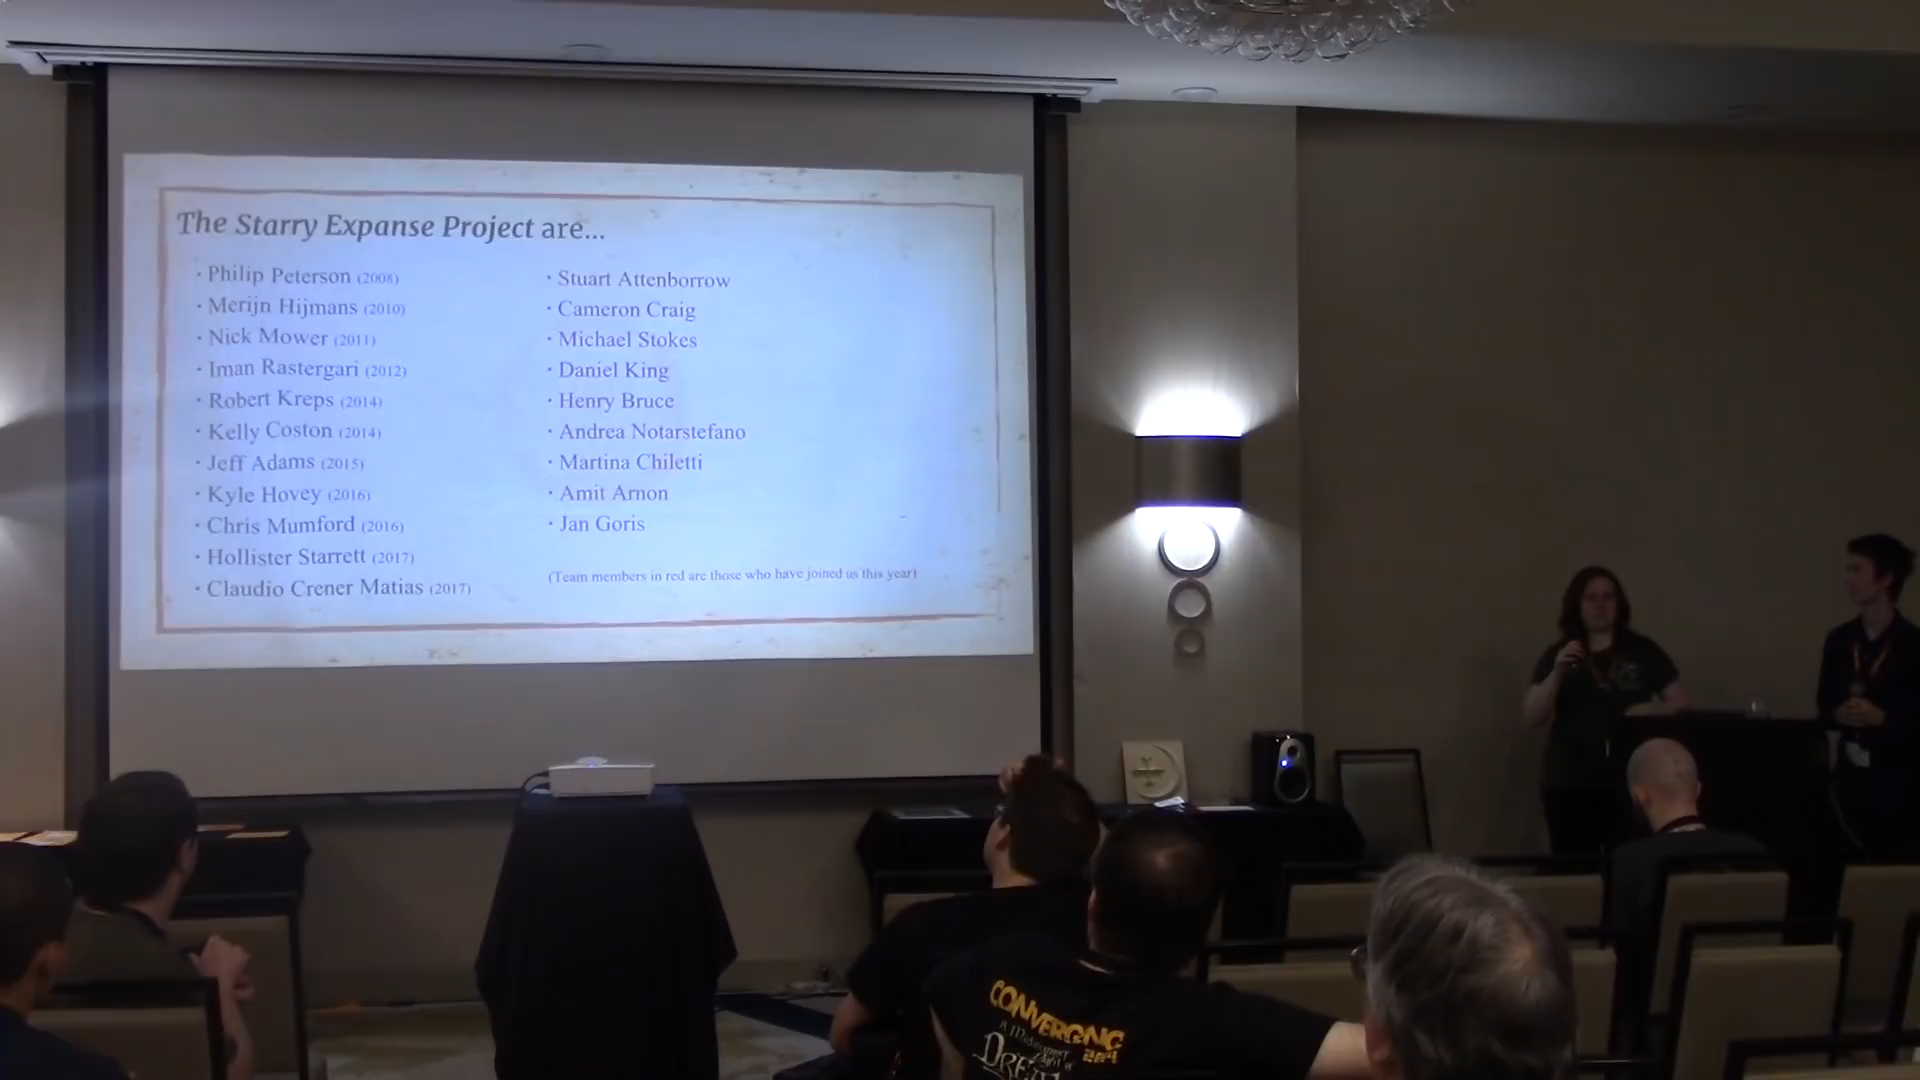 The Starry Expanse Project are...
· Philip Peterson (2008)
· Merijn Hijmans (2010)
· Nick Mower (2011)
· Iman Rastergari (2012)
· Robert Kreps (2014)
· Kelly Coston (2014)
· Jeff Adams (2015)
· Kyle Hovey (2016)
· Chris Mumford (2016)
· Hollister Starrett (2017)
· Claudio Crener Matias (2017)
· Stuart Attenborrow
· Cameron Craig
· Michael Stokes
· Daniel King
· Henry Bruce
· Andrea Notarstefano
· Martina Chiletti
· Amit Arnon
· Jan Goris
(Team members in red are those who have joined us this year)
CONVERGNC
A Midsummer